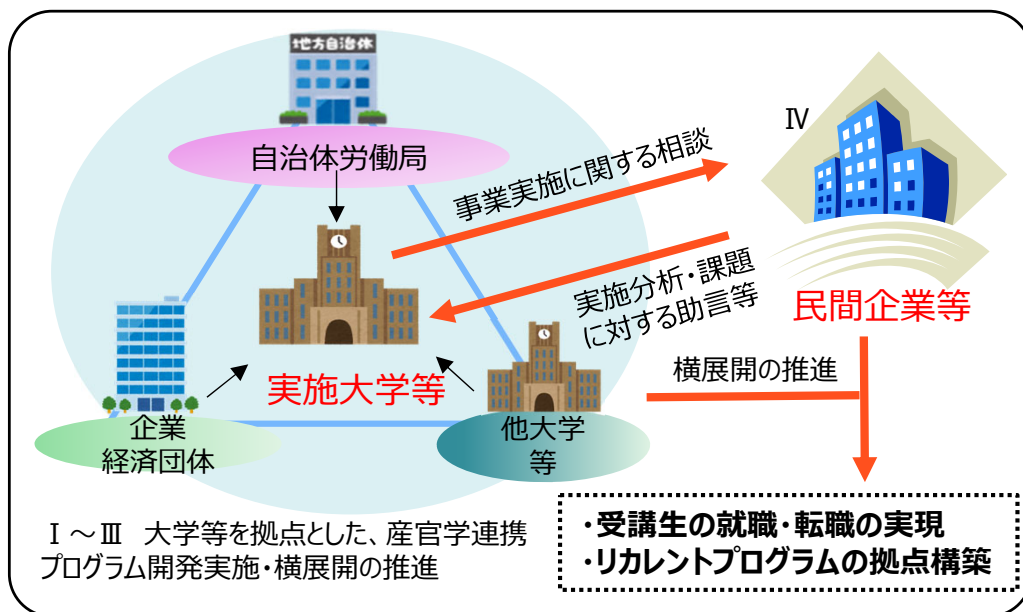 地方自治体
自治体労働局
Ⅳ
事業実施に関する相談
実施分析・課題
に対する助言等
民間企業等
実施大学等
横展開の推進
企業
経済団体
他大学
等
Ⅰ～Ⅲ 大学等を拠点とした、産官学連携
プログラム開発実施・横展開の推進
・受講生の就職・転職の実現
・リカレントプログラムの拠点構築